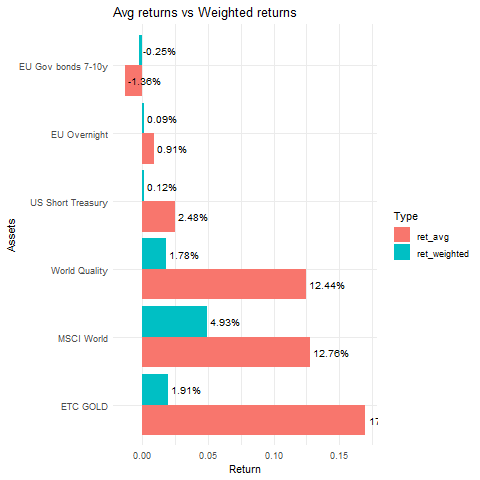 Avg returns vs Weighted returns
EU Gov bonds 7-10y
-0.25%
-1.36%
EU Overnight
0.09%
0.91%
US Short Treasury
0.12%
2.48%
World Quality
1.78%
12.44%
MSCI World
4.93%
12.76%
ETC GOLD
1.91%
Assets
0.00
0.05
0.10
0.15
Return
Type
ret_avg
ret_weighted